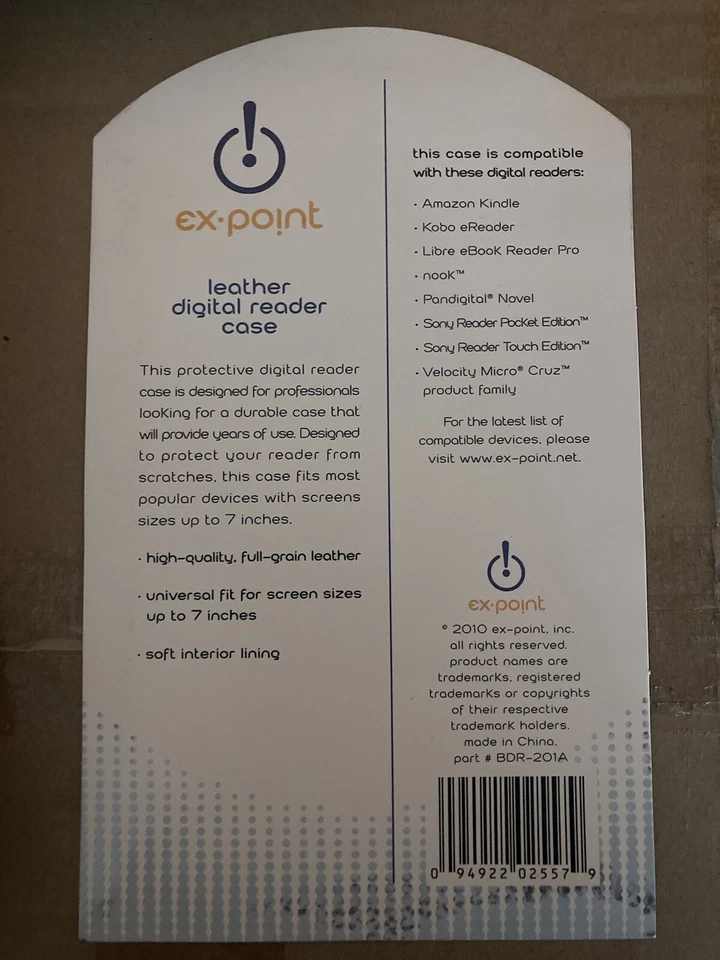 ex·point
leather
digital reader
case
This protective digital reader
case is designed for professionals
looking for a durable case that
will provide years of use. Designed
to protect your reader from
scratches, this case fits most
popular devices with screens
sizes up to 7 inches.
· high-quality, full-grain leather
· universal fit for screen sizes
up to 7 inches
· soft interior lining
this case is compatible
with these digital readers:
· Amazon Kindle
· Kobo eReader
· Libre eBook Reader Pro
· nook™
· Pandigital® Novel
· Sony Reader Pocket Edition™
· Sony Reader Touch Edition™
· Velocity Micro® Cruz™
product family
For the latest list of
compatible devices, please
visit www.ex-point.net.
ex·point
© 2010 ex-point, inc.
all rights reserved.
product names are
trademarks, registered
trademarks or copyrights
of their respective
trademark holders.
made in China.
part # BDR-201A
0 94922 02557 9